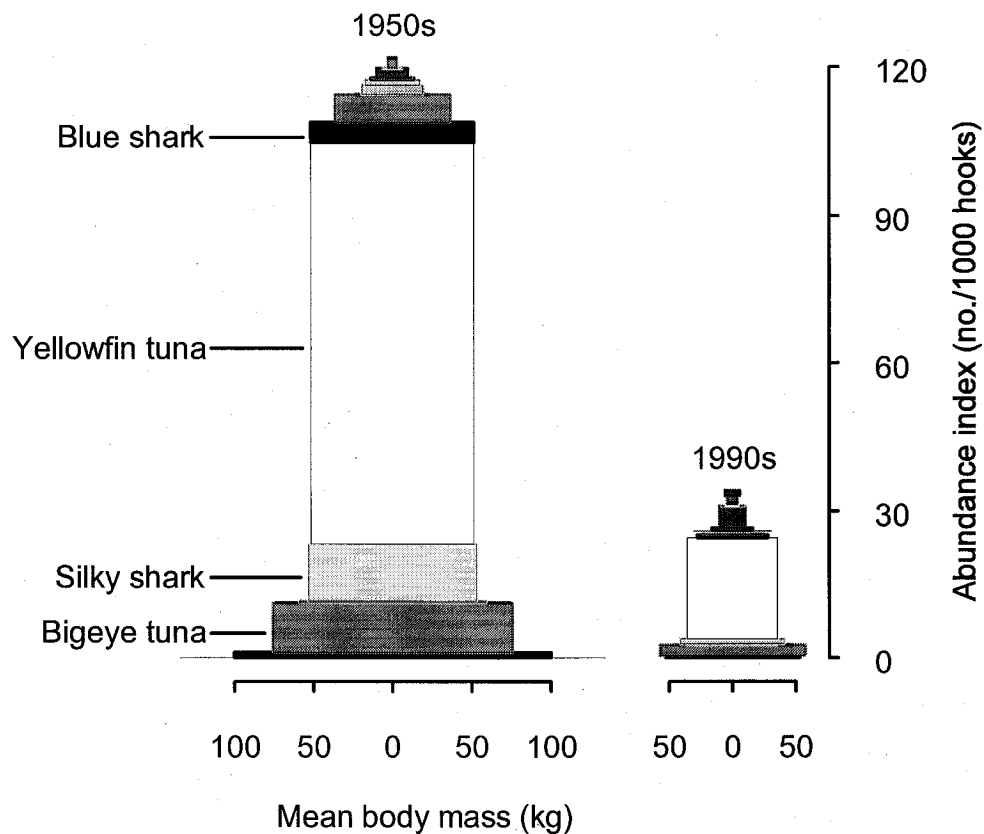 1950s
120
Blue shark
90
Yellowfin tuna
60
1990s
30
Silky shark
Bigeye tuna
0
Abundance index (no./1000 hooks)
100 50 0 50 100
50 0 50
Mean body mass (kg)